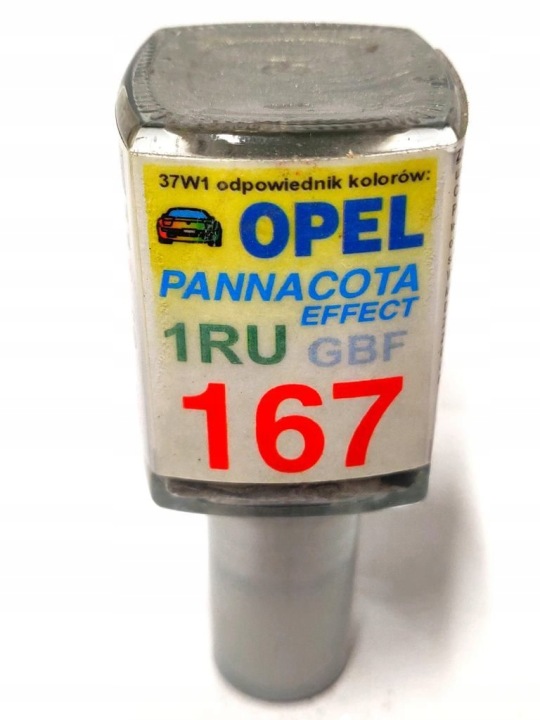 37W1 odpowiednik kolorów:
OPEL
PANNACOTA
EFFECT
1RU GBF
167